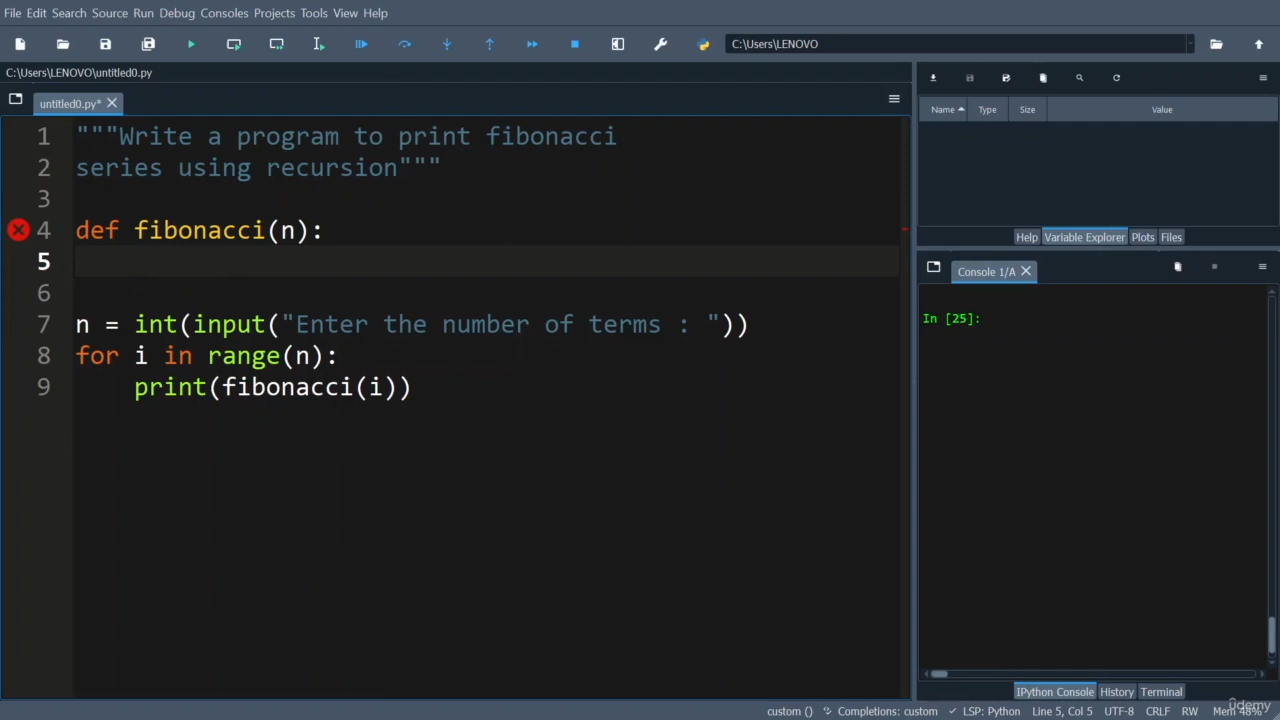 File Edit Search Source Run Debug Consoles Projects Tools View Help
C:\Users\LENOVO
C:\Users\LENOVO\untitled0.py
untitled0.py*
1 """Write a program to print fibonacci
2 series using recursion"""
3
4 def fibonacci(n):
5
6
7 n = int(input("Enter the number of terms : "))
8 for i in range(n):
9 print(fibonacci(i))
Name Type Size Value
Help Variable Explorer Plots Files
Console 1/A
In [25]:
IPython Console History Terminal
custom () Completions: custom LSP: Python Line 5, Col 5 UTF-8 CRLF RW Mem 48%
udemy